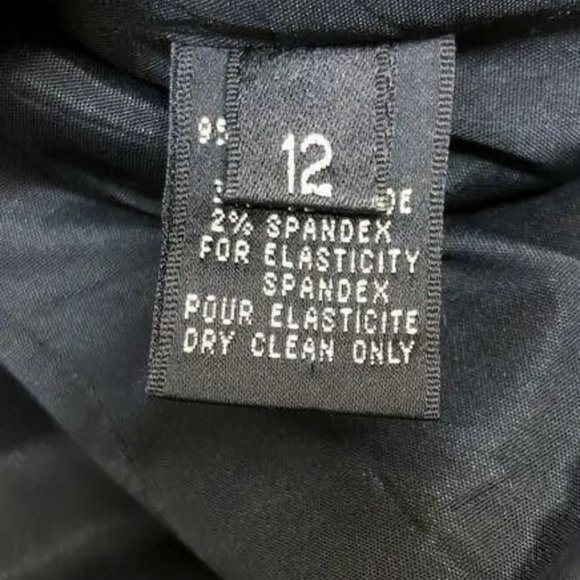 12
2% SPANDEX
FOR ELASTICITY
SPANDEX
POUR ELASTICITE
DRY CLEAN ONLY